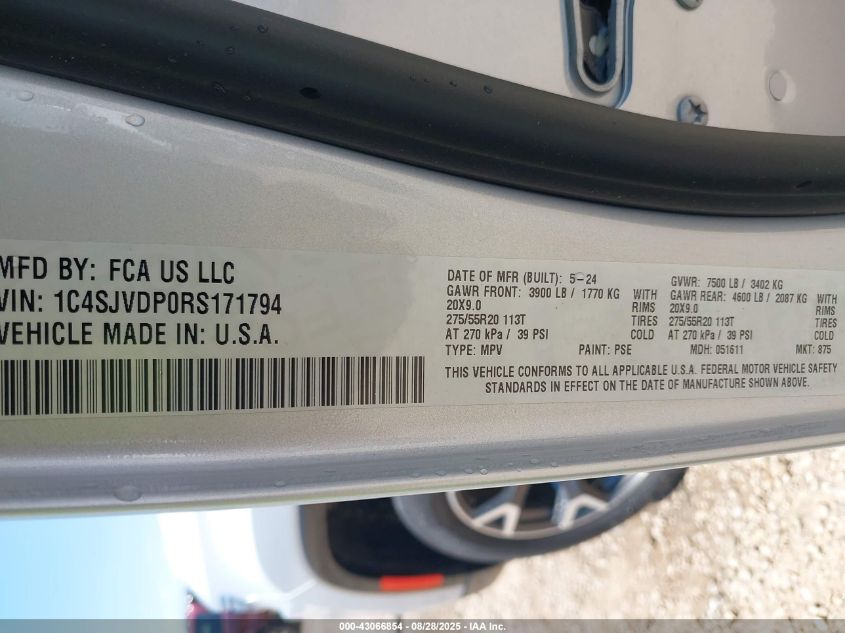 MFD BY: FCA US LLC
VIN: 1C4SJVDP0RS171794
VEHICLE MADE IN: U.S.A.
DATE OF MFR (BUILT): 5-24 GVWR: 7500 LB / 3402 KG
GAWR FRONT: 3900 LB / 1770 KG WITH GAWR REAR: 4600 LB / 2087 KG WITH
20X9.0 RIMS 20X9.0 RIMS
275/55R20 113T TIRES 275/55R20 113T TIRES
AT 270 kPa / 39 PSI COLD AT 270 kPa / 39 PSI COLD
TYPE: MPV PAINT: PSE MDH: 051611 MKT: 875
THIS VEHICLE CONFORMS TO ALL APPLICABLE U.S.A. FEDERAL MOTOR VEHICLE SAFETY
STANDARDS IN EFFECT ON THE DATE OF MANUFACTURE SHOWN ABOVE.
000-43066854 - 08/28/2025 - IAA Inc.